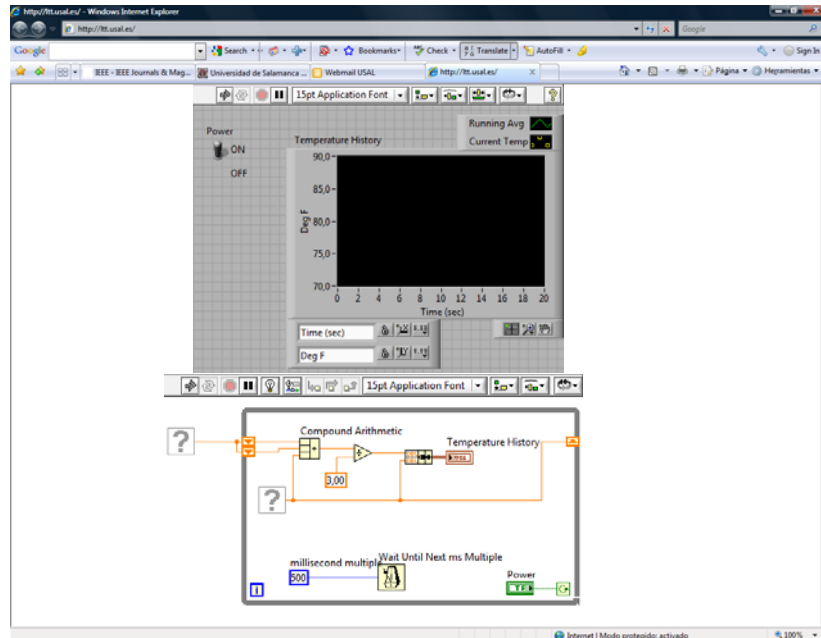 http://ltt.usal.es/ - Windows Internet Explorer
http://ltt.usal.es/
Google
Google
Search
Bookmarks
Check
Translate
AutoFill
Sign In
IEEE - IEEE Journals & Mag...
Universidad de Salamanca ...
Webmail USAL
http://ltt.usal.es/
Página
Herramientas
15pt Application Font
Power
ON
OFF
Temperature History
Running Avg
Current Temp
90,0
85,0
80,0
75,0
70,0
Deg F
0 2 4 6 8 10 12 14 16 18 20
Time (sec)
Time (sec)
Deg F
15pt Application Font
Compound Arithmetic
Temperature History
?
3,00
?
millisecond multiple
Wait Until Next ms Multiple
500
Power
TF
i
Internet | Modo protegido: activado
100%